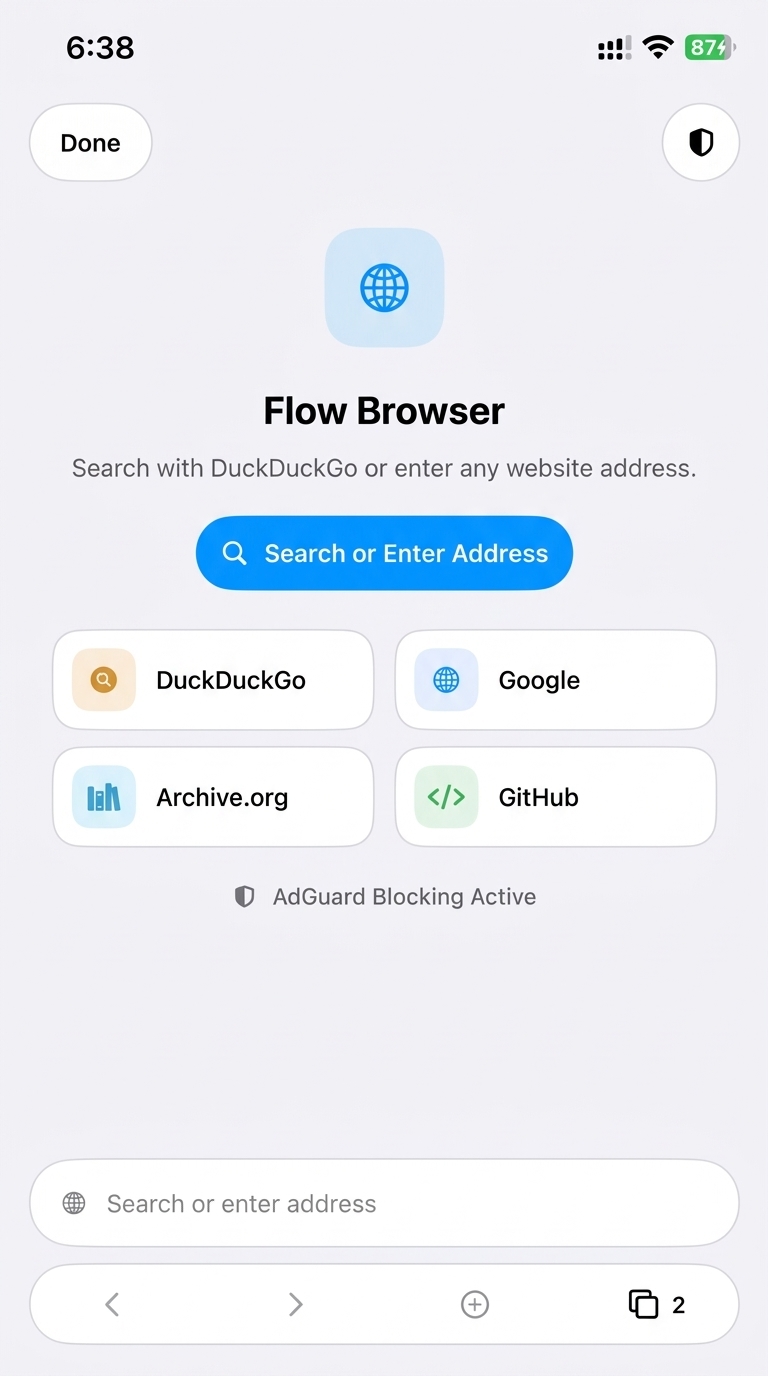 6:38
87
Done
Flow Browser
Search with DuckDuckGo or enter any website address.
Search or Enter Address
DuckDuckGo
Google
Archive.org
</>
GitHub
AdGuard Blocking Active
Search or enter address
2